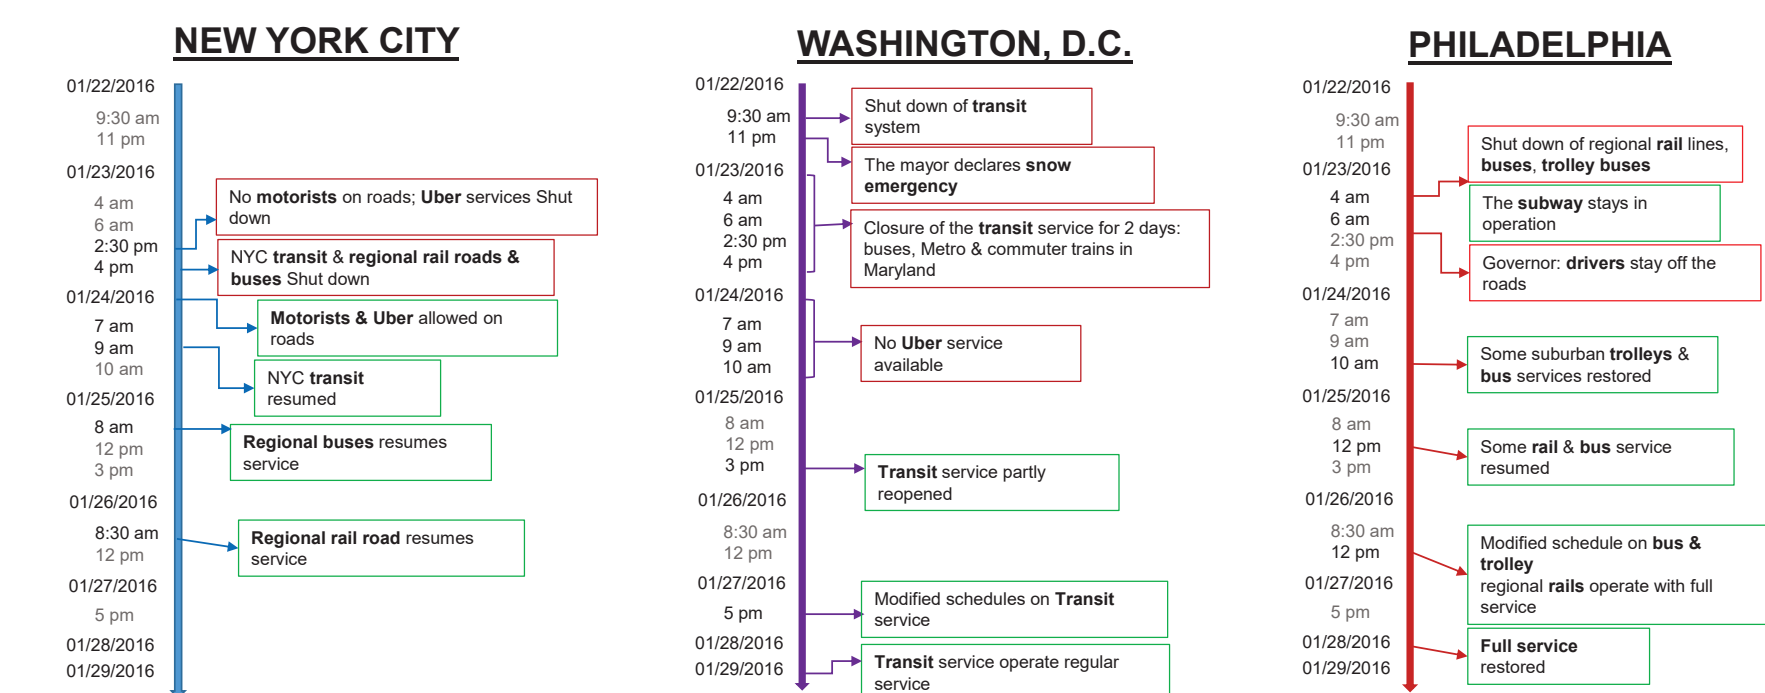 NEW YORK CITY
01/22/2016
9:30 am
11 pm
01/23/2016
4 am
6 am
2:30 pm
4 pm
01/24/2016
7 am
9 am
10 am
01/25/2016
8 am
12 pm
3 pm
01/26/2016
8:30 am
12 pm
01/27/2016
5 pm
01/28/2016
01/29/2016
No motorists on roads; Uber services Shut
down
NYC transit & regional rail roads &
buses Shut down
Motorists & Uber allowed on
roads
NYC transit
resumed
Regional buses resumes
service
Regional rail road resumes
service
WASHINGTON, D.C.
01/22/2016
9:30 am
11 pm
01/23/2016
4 am
6 am
2:30 pm
4 pm
01/24/2016
7 am
9 am
10 am
01/25/2016
8 am
12 pm
3 pm
01/26/2016
8:30 am
12 pm
01/27/2016
5 pm
01/28/2016
01/29/2016
Shut down of transit
system
The mayor declares snow
emergency
Closure of the transit service for 2 days:
buses, Metro & commuter trains in
Maryland
No Uber service
available
Transit service partly
reopened
Modified schedules on Transit
service
Transit service operate regular
service
PHILADELPHIA
01/22/2016
9:30 am
11 pm
01/23/2016
4 am
6 am
2:30 pm
4 pm
01/24/2016
7 am
9 am
10 am
01/25/2016
8 am
12 pm
3 pm
01/26/2016
8:30 am
12 pm
01/27/2016
5 pm
01/28/2016
01/29/2016
Shut down of regional rail lines,
buses, trolley buses
The subway stays in
operation
Governor: drivers stay off the
roads
Some suburban trolleys &
bus services restored
Some rail & bus service
resumed
Modified schedule on bus &
trolley
regional rails operate with full
service
Full service
restored